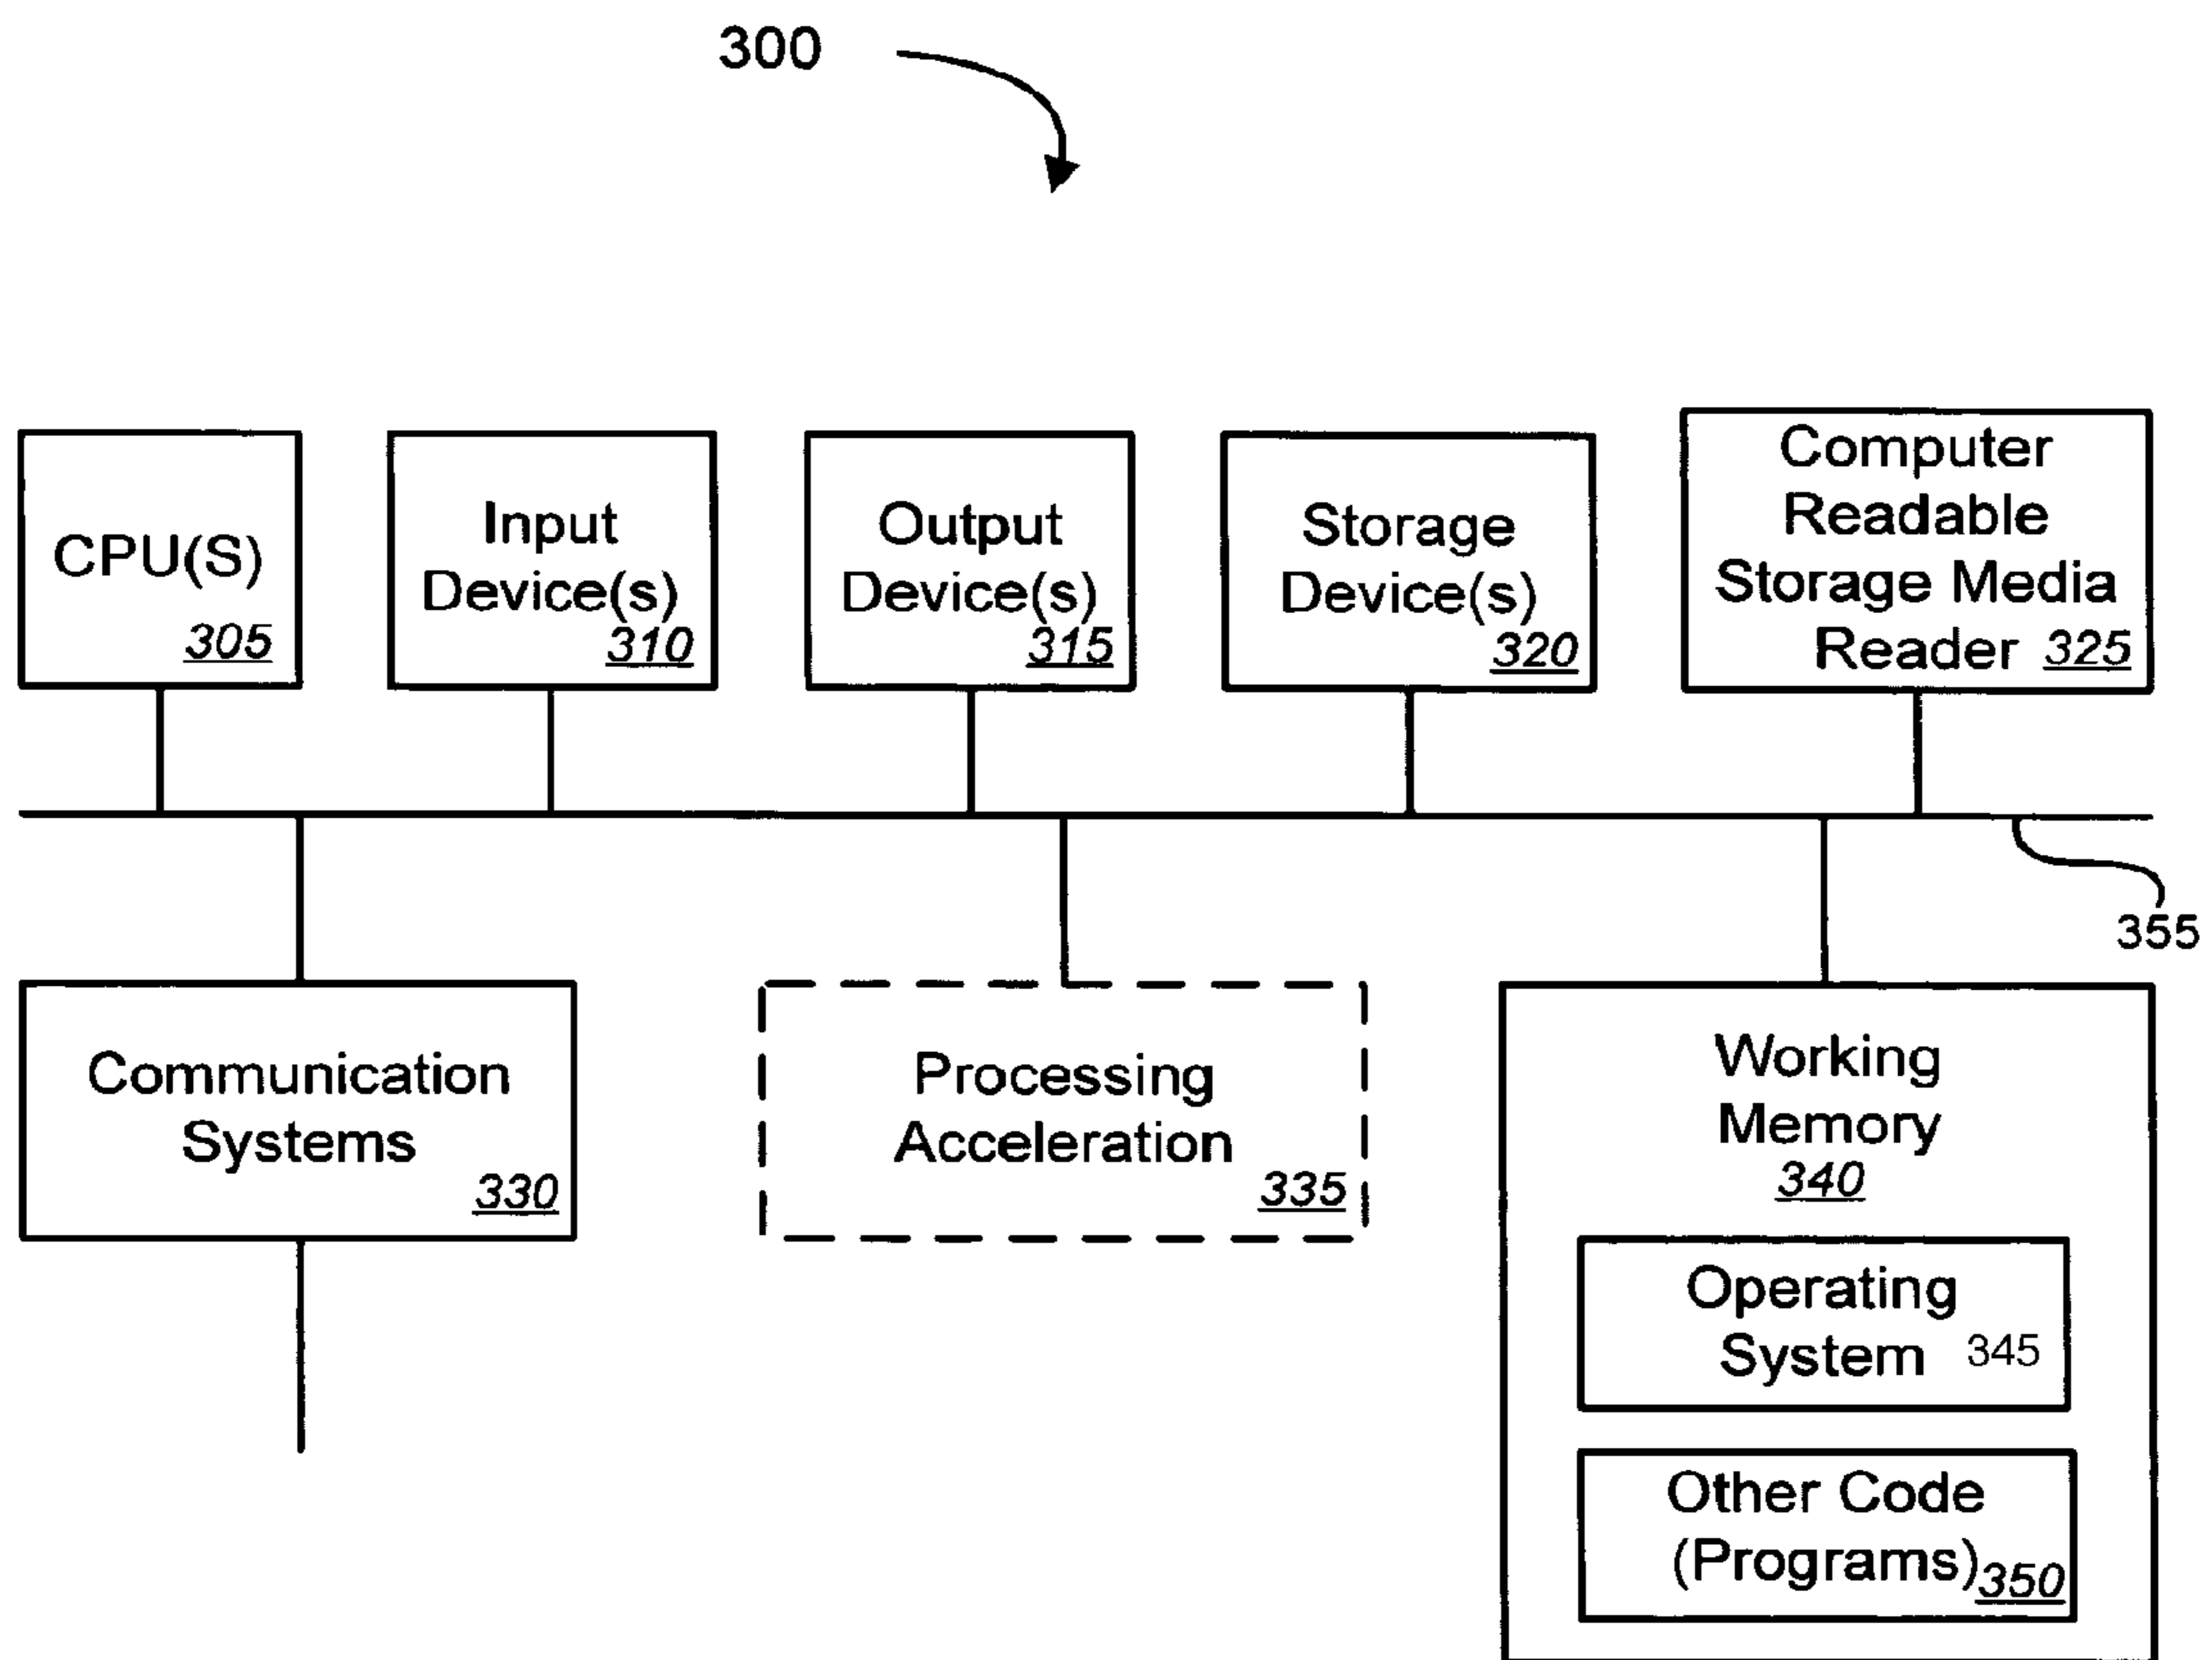 300
CPU(S)
305
Input
Device(s)
310
Output
Device(s)
315
Storage
Device(s)
320
Computer
Readable
Storage Media
Reader 325
355
Communication
Systems
330
Processing
Acceleration
335
Working
Memory
340
Operating
System 345
Other Code
(Programs)
350